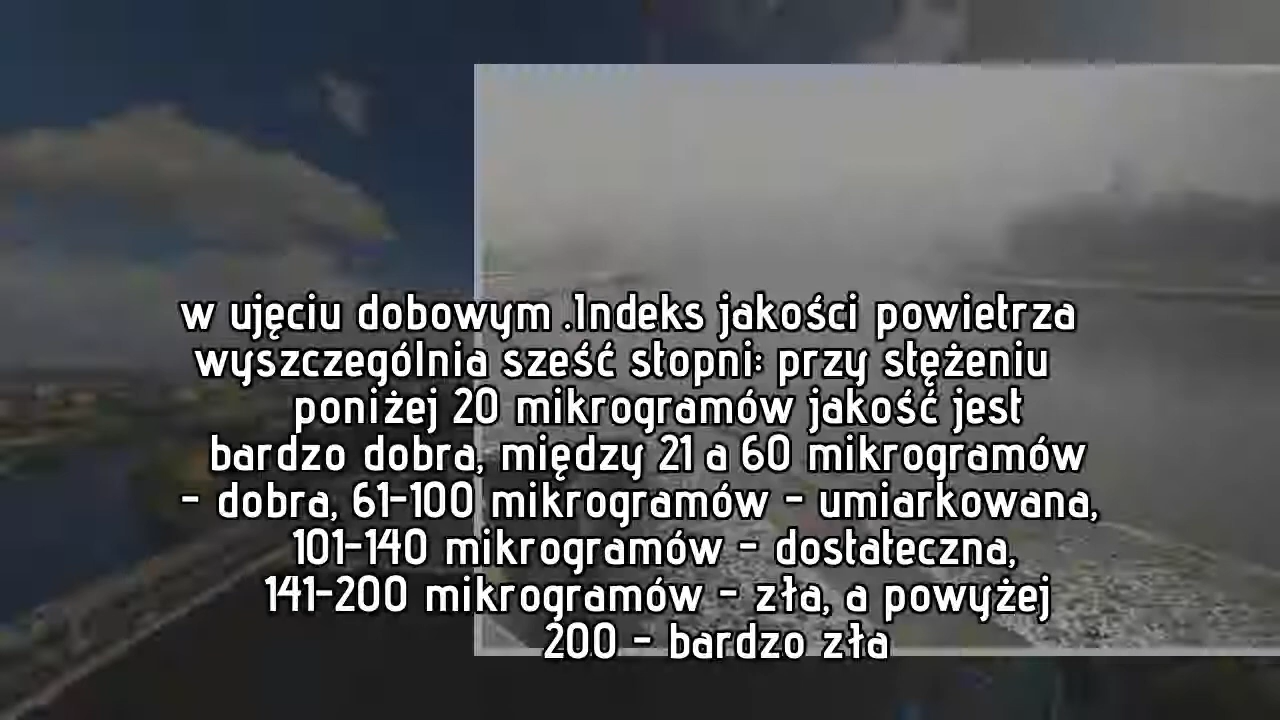 w ujęciu dobowym .Indeks jakości powietrza
wyszczególnia sześć stopni: przy stężeniu
poniżej 20 mikrogramów jakość jest
bardzo dobra, między 21 a 60 mikrogramów
- dobra, 61-100 mikrogramów - umiarkowana,
101-140 mikrogramów - dostateczna,
141-200 mikrogramów - zła, a powyżej
200 - bardzo zła